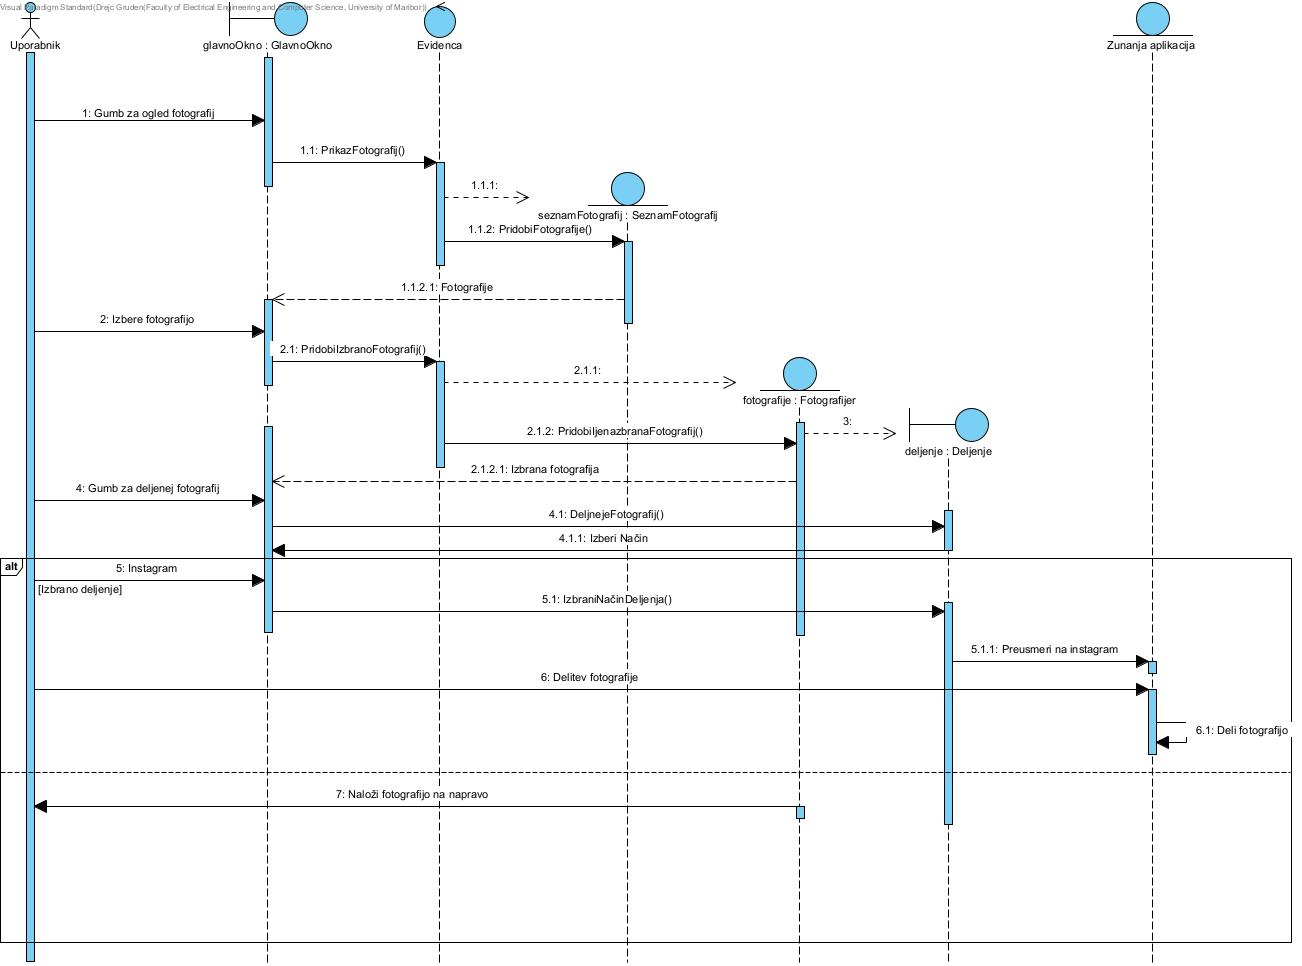 Visual Paradigm Standard(Drejc Gruden(Faculty of Electrical Engineering and Computer Science, University of Maribor))
Uporabnik
glavnoOkno : GlavnoOkno
Evidenca
Zunanja aplikacija
1: Gumb za ogled fotografij
1.1: PrikazFotografij()
1.1.1:
seznamFotografij : SeznamFotografij
1.1.2: PridobiFotografije()
1.1.2.1: Fotografije
2: Izbere fotografijo
2.1: PridobiIzbranoFotografij()
2.1.1:
fotografije : Fotografijer
3:
2.1.2: PridobiIjenazbranaFotografij()
deljenje : Deljenje
2.1.2.1: Izbrana fotografija
4: Gumb za deljenej fotografij
4.1: DeljnejeFotografij()
4.1.1: Izberi Način
alt
5: Instagram
[Izbrano deljenje]
5.1: IzbraniNačinDeljenja()
5.1.1: Preusmeri na instagram
6: Delitev fotografije
6.1: Deli fotografijo
7: Naloži fotografijo na napravo